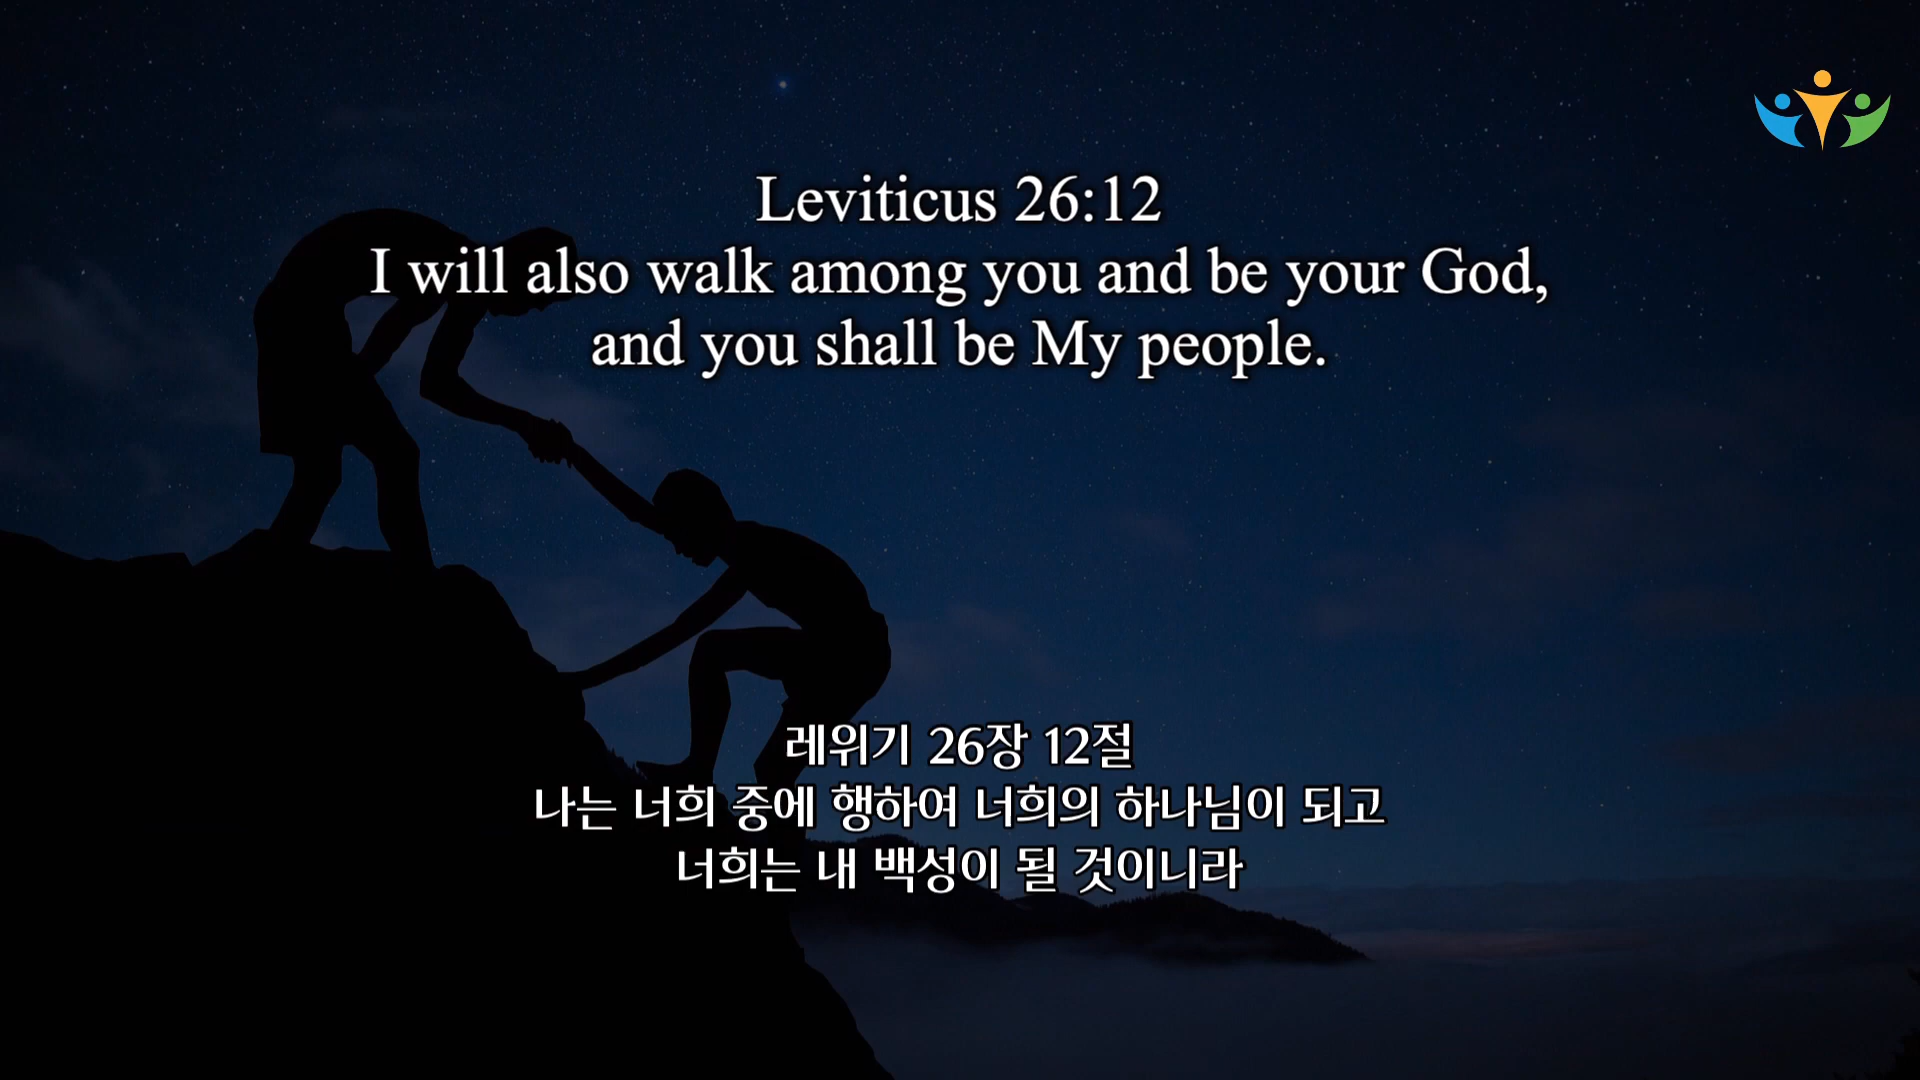 Leviticus 26:12
I will also walk among you and be your God,
and you shall be My people.
레위기 26장 12절
나는 너희 중에 행하여 너희의 하나님이 되고
너희는 내 백성이 될 것이니라